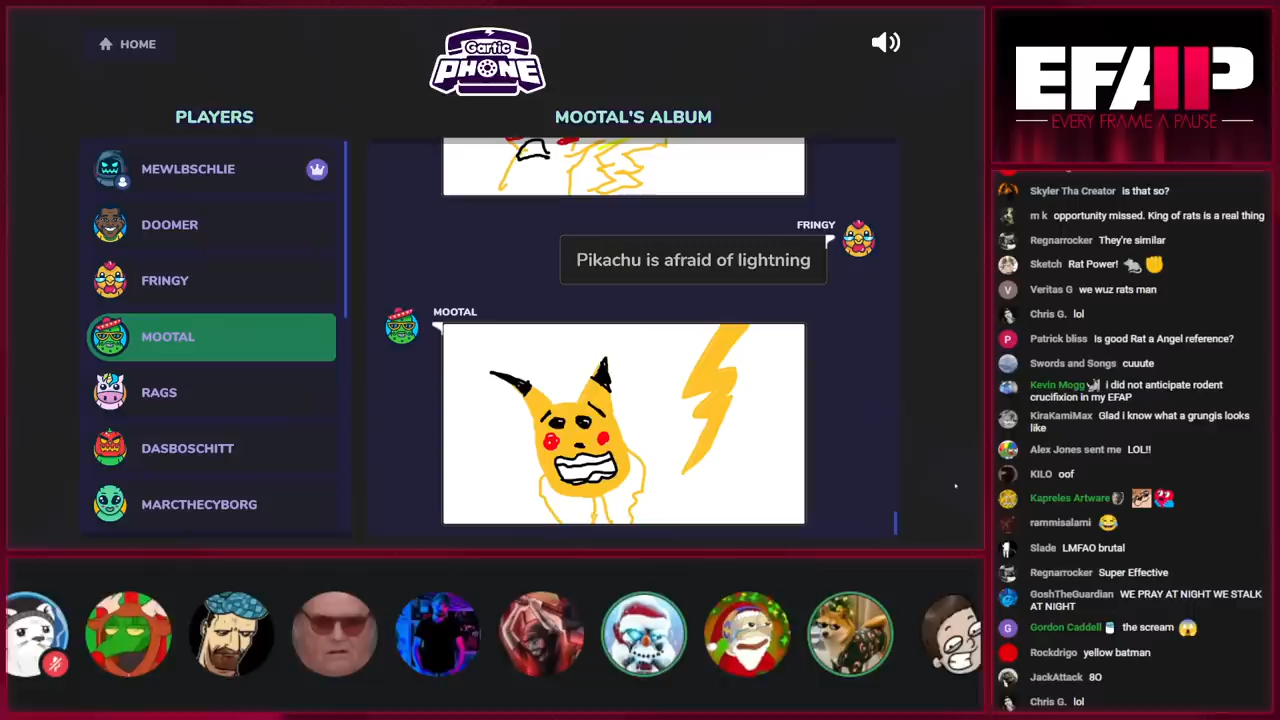 HOME
Gartic
PHONE
PLAYERS
MEWLBSCHLIE
DOOMER
FRINGY
MOOTAL
RAGS
DASBOSCHITT
MARCTHECYBORG
MOOTAL'S ALBUM
FRINGY
Pikachu is afraid of lightning
MOOTAL
EFAP
EVERY FRAME A PAUSE
Skyler Tha Creator is that so?
m k opportunity missed. King of rats is a real thing
Regnarrocker They're similar
Sketch Rat Power! 🐀 ✊
V Veritas G we wuz rats man
Chris G. lol
P Patrick bliss Is good Rat a Angel reference?
Swords and Songs cuuute
Kevin Mogg i did not anticipate rodent
crucifixion in my EFAP
KiraKamiMax Glad i know what a grungis looks
like
Alex Jones sent me LOL!!
KILO oof
Kapreles Artware
rammisalami 😂
Slade LMFAO brutal
Regnarrocker Super Effective
GoshTheGuardian WE PRAY AT NIGHT WE STALK
AT NIGHT
G Gordon Caddell the scream 😱
Rockdrigo yellow batman
JackAttack 8O
Chris G. lol